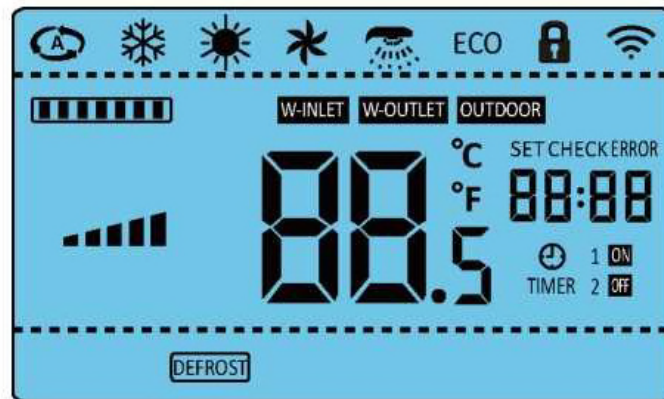 A ECO
W-INLET W-OUTLET OUTDOOR
°C SET CHECK ERROR
°F 88:88
88.5
1 ON
TIMER 2 OFF
DEFROST